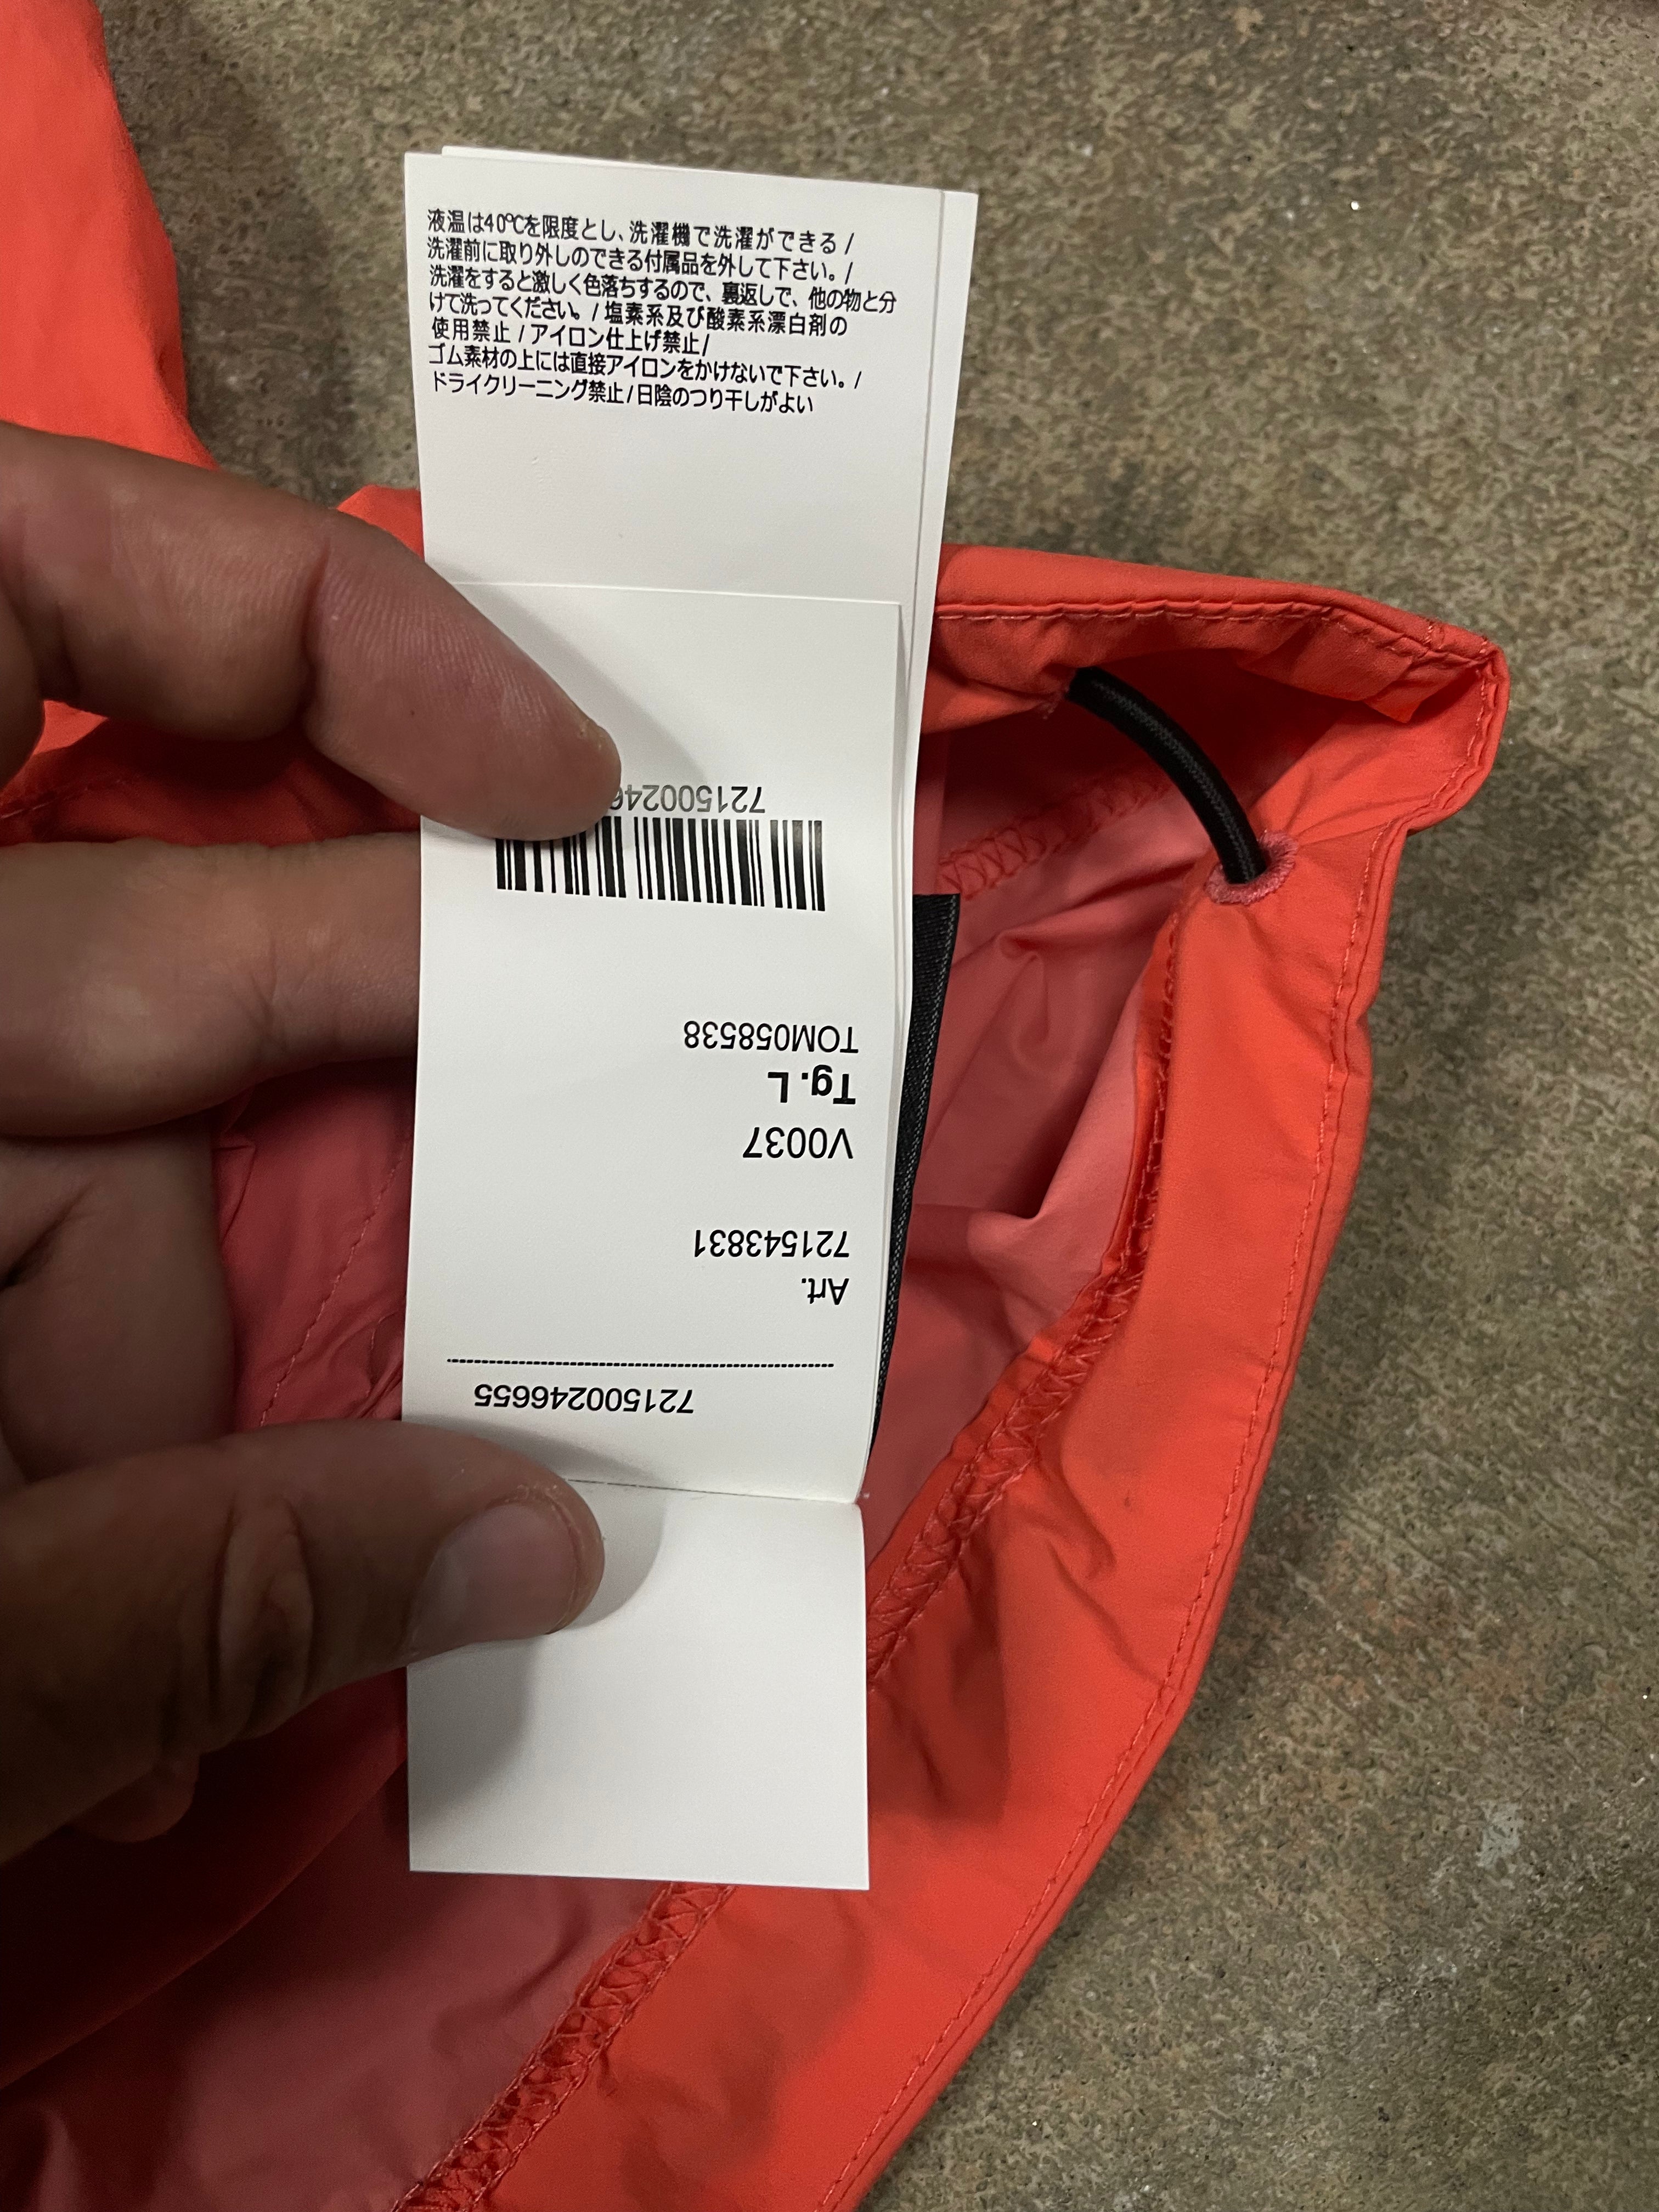 液温は40℃を限度とし、洗濯機で洗濯ができる /
洗濯前に取り外しのできる付属品を外して下さい。/
洗濯をすると激しく色落ちするので、裏返しで、他の物と分
けて洗ってください。/ 塩素系及び酸素系漂白剤の
使用禁止 / アイロン仕上げ禁止/
ゴム素材の上には直接アイロンをかけないで下さい。/
ドライクリーニング禁止/日陰のつり干しがよい
721500246655
Art.
721543831
V0037
Tg. L
TOM058538
72150024